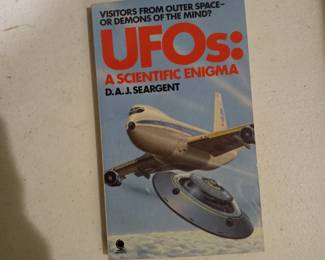 VISITORS FROM OUTER SPACE–
OR DEMONS OF THE MIND?
UFOs:
A SCIENTIFIC ENIGMA
D.A.J. SEARGENT